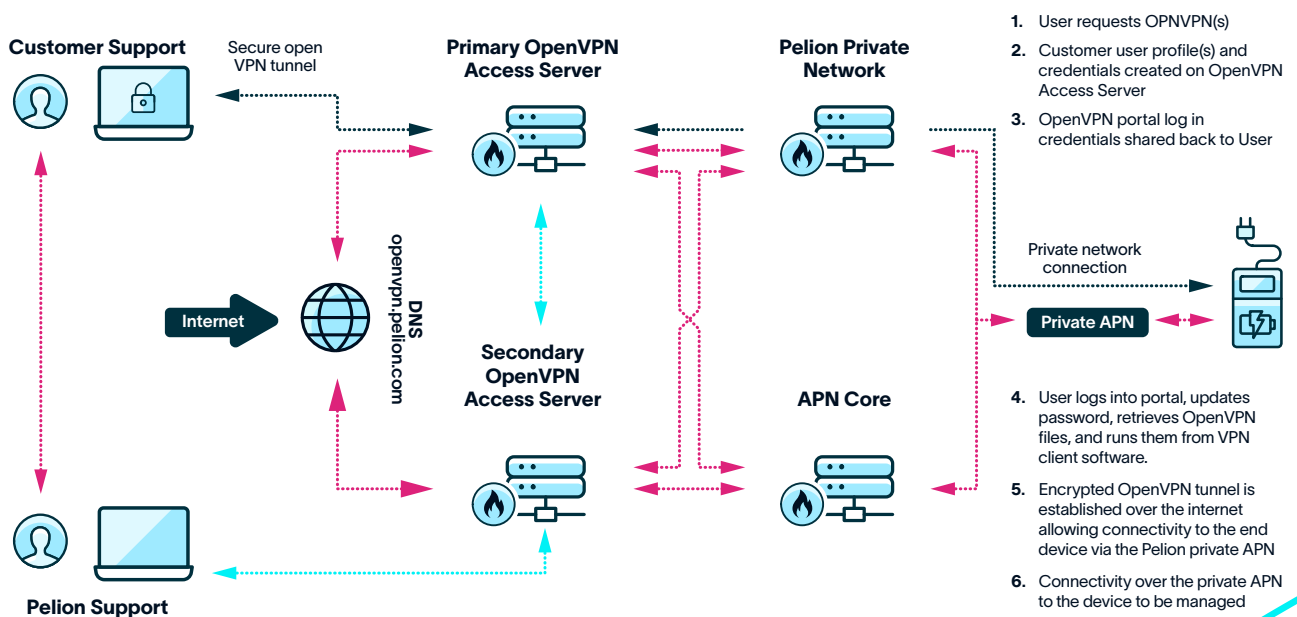 Customer Support
Secure open
VPN tunnel
Primary OpenVPN
Access Server
Pelion Private
Network
1. User requests OPNVPN(s)
2. Customer user profile(s) and
credentials created on OpenVPN
Access Server
3. OpenVPN portal log in
credentials shared back to User
Private network
connection
Internet
DNS
openvpn.pelion.com
Private APN
Secondary
OpenVPN
Access Server
APN Core
4. User logs into portal, updates
password, retrieves OpenVPN
files, and runs them from VPN
client software.
5. Encrypted OpenVPN tunnel is
established over the internet
allowing connectivity to the end
device via the Pelion private APN
6. Connectivity over the private APN
to the device to be managed
Pelion Support